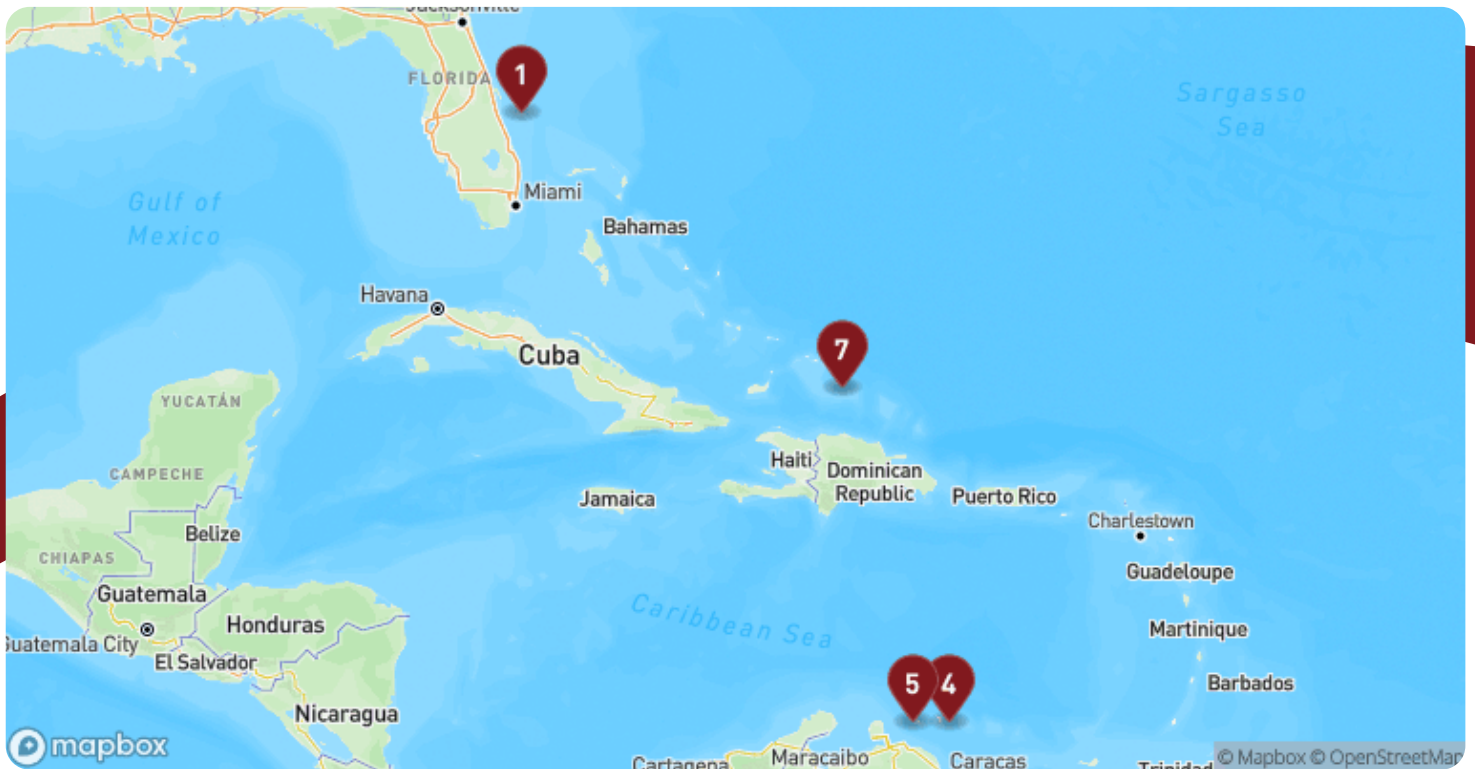 Jacksonville
FLORIDA
1
Sargasso
Sea
Miami
Gulf of
Mexico
Bahamas
Havana
Cuba
7
YUCATÁN
Haiti
Dominican
Republic
CAMPECHE
Jamaica
Puerto Rico
Charlestown
Belize
CHIAPAS
Guadeloupe
Guatemala
Caribbean Sea
Honduras
Martinique
Guatemala City
El Salvador
5
4
Barbados
Nicaragua
mapbox
Cartagena
Maracaibo
Caracas
Trinidad
© Mapbox © OpenStreetMap